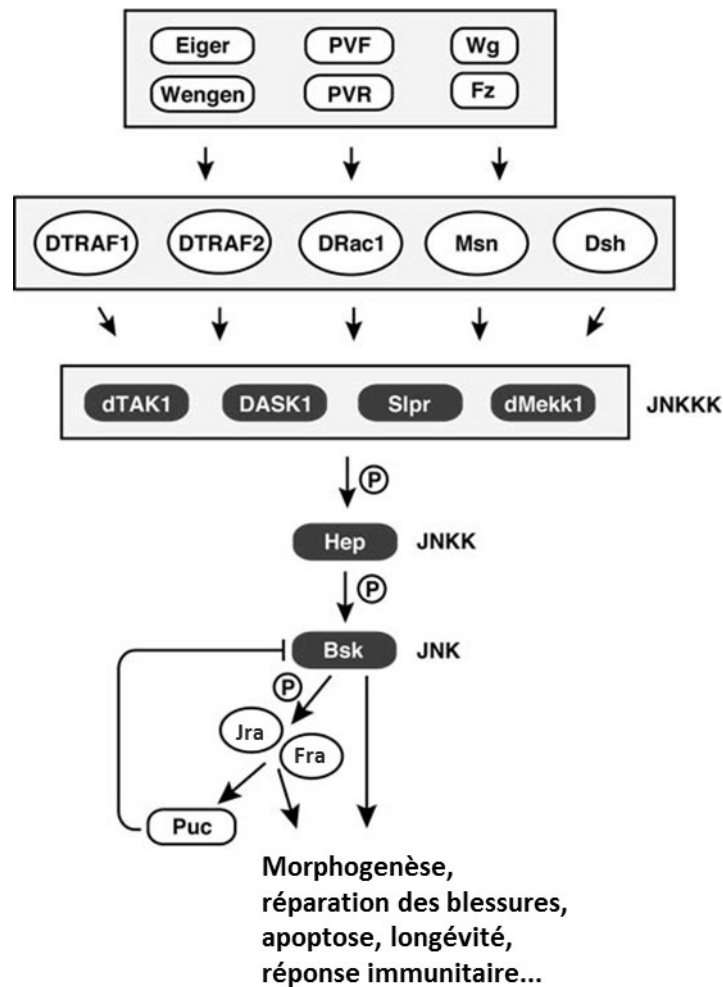 Eiger PVF Wg
Wengen PVR Fz
DTRAF1 DTRAF2 DRac1 Msn Dsh
dTAK1 DASK1 Slpr dMekk1 JNKKK
P
Hep JNKK
P
Bsk JNK
P
Jra
Fra
Puc
Morphogenèse,
réparation des blessures,
apoptose, longévité,
réponse immunitaire...